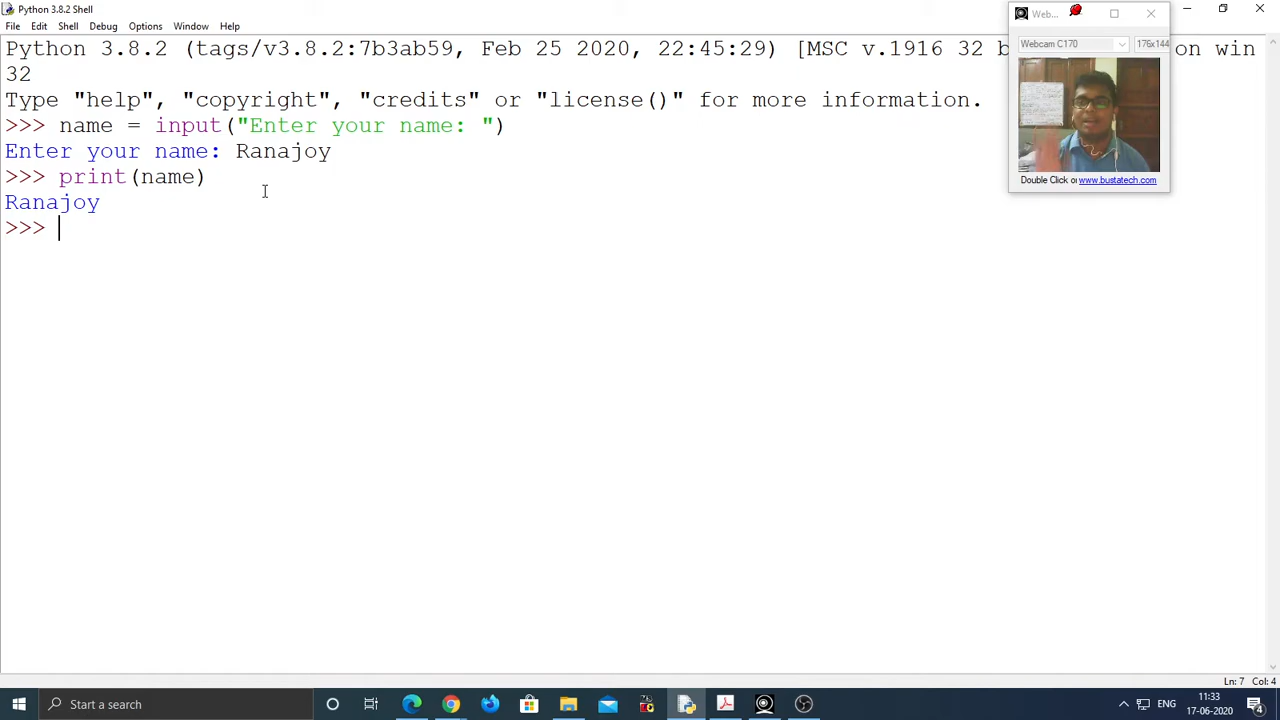 Python 3.8.2 Shell
File Edit Shell Debug Options Window Help
Python 3.8.2 (tags/v3.8.2:7b3ab59, Feb 25 2020, 22:45:29) [MSC v.1916 32 b on win
32
Type "help", "copyright", "credits" or "license()" for more information.
>>> name = input("Enter your name: ")
Enter your name: Ranajoy
>>> print(name)
Ranajoy
>>>
Web...
Webcam C170 176x144
Double Click on www.bustatech.com
Ln: 7 Col: 4
Start a search
ENG
11:33
17-06-2020
4